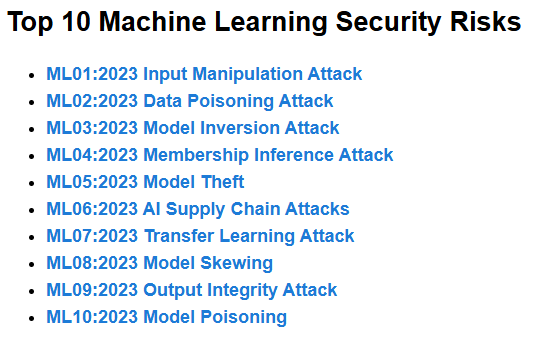 Top 10 Machine Learning Security Risks
ML01:2023 Input Manipulation Attack
ML02:2023 Data Poisoning Attack
ML03:2023 Model Inversion Attack
ML04:2023 Membership Inference Attack
ML05:2023 Model Theft
ML06:2023 AI Supply Chain Attacks
ML07:2023 Transfer Learning Attack
ML08:2023 Model Skewing
ML09:2023 Output Integrity Attack
ML10:2023 Model Poisoning